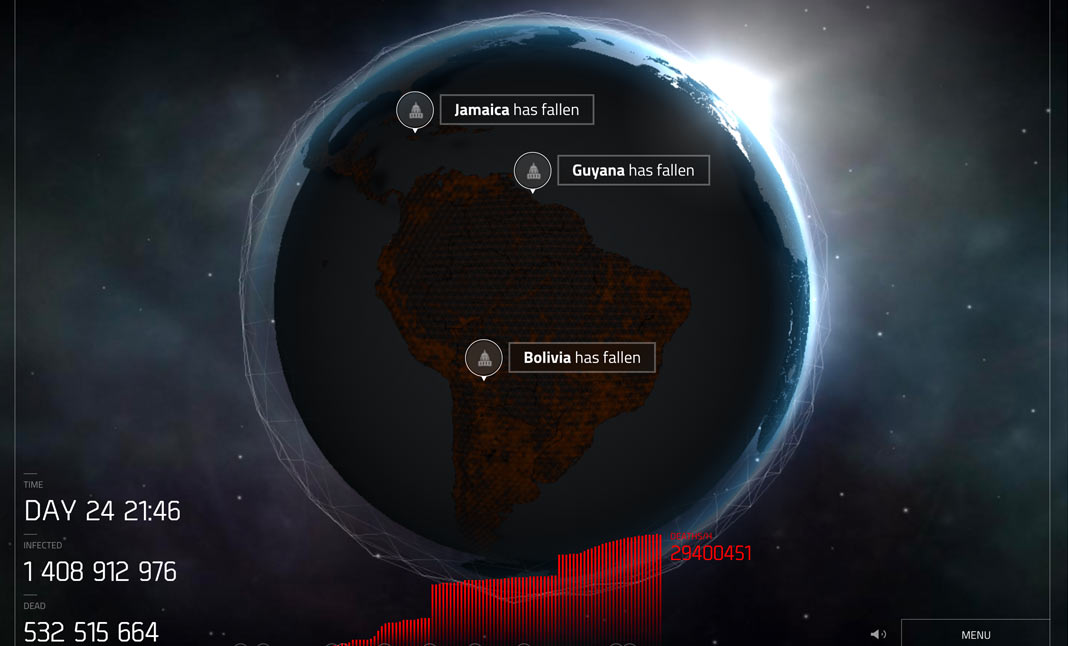 Jamaica has fallen
Guyana has fallen
Bolivia has fallen
TIME
DAY 24 21:46
INFECTED
1 408 912 976
DEAD
532 515 664
DEATHS/H
29400451
MENU